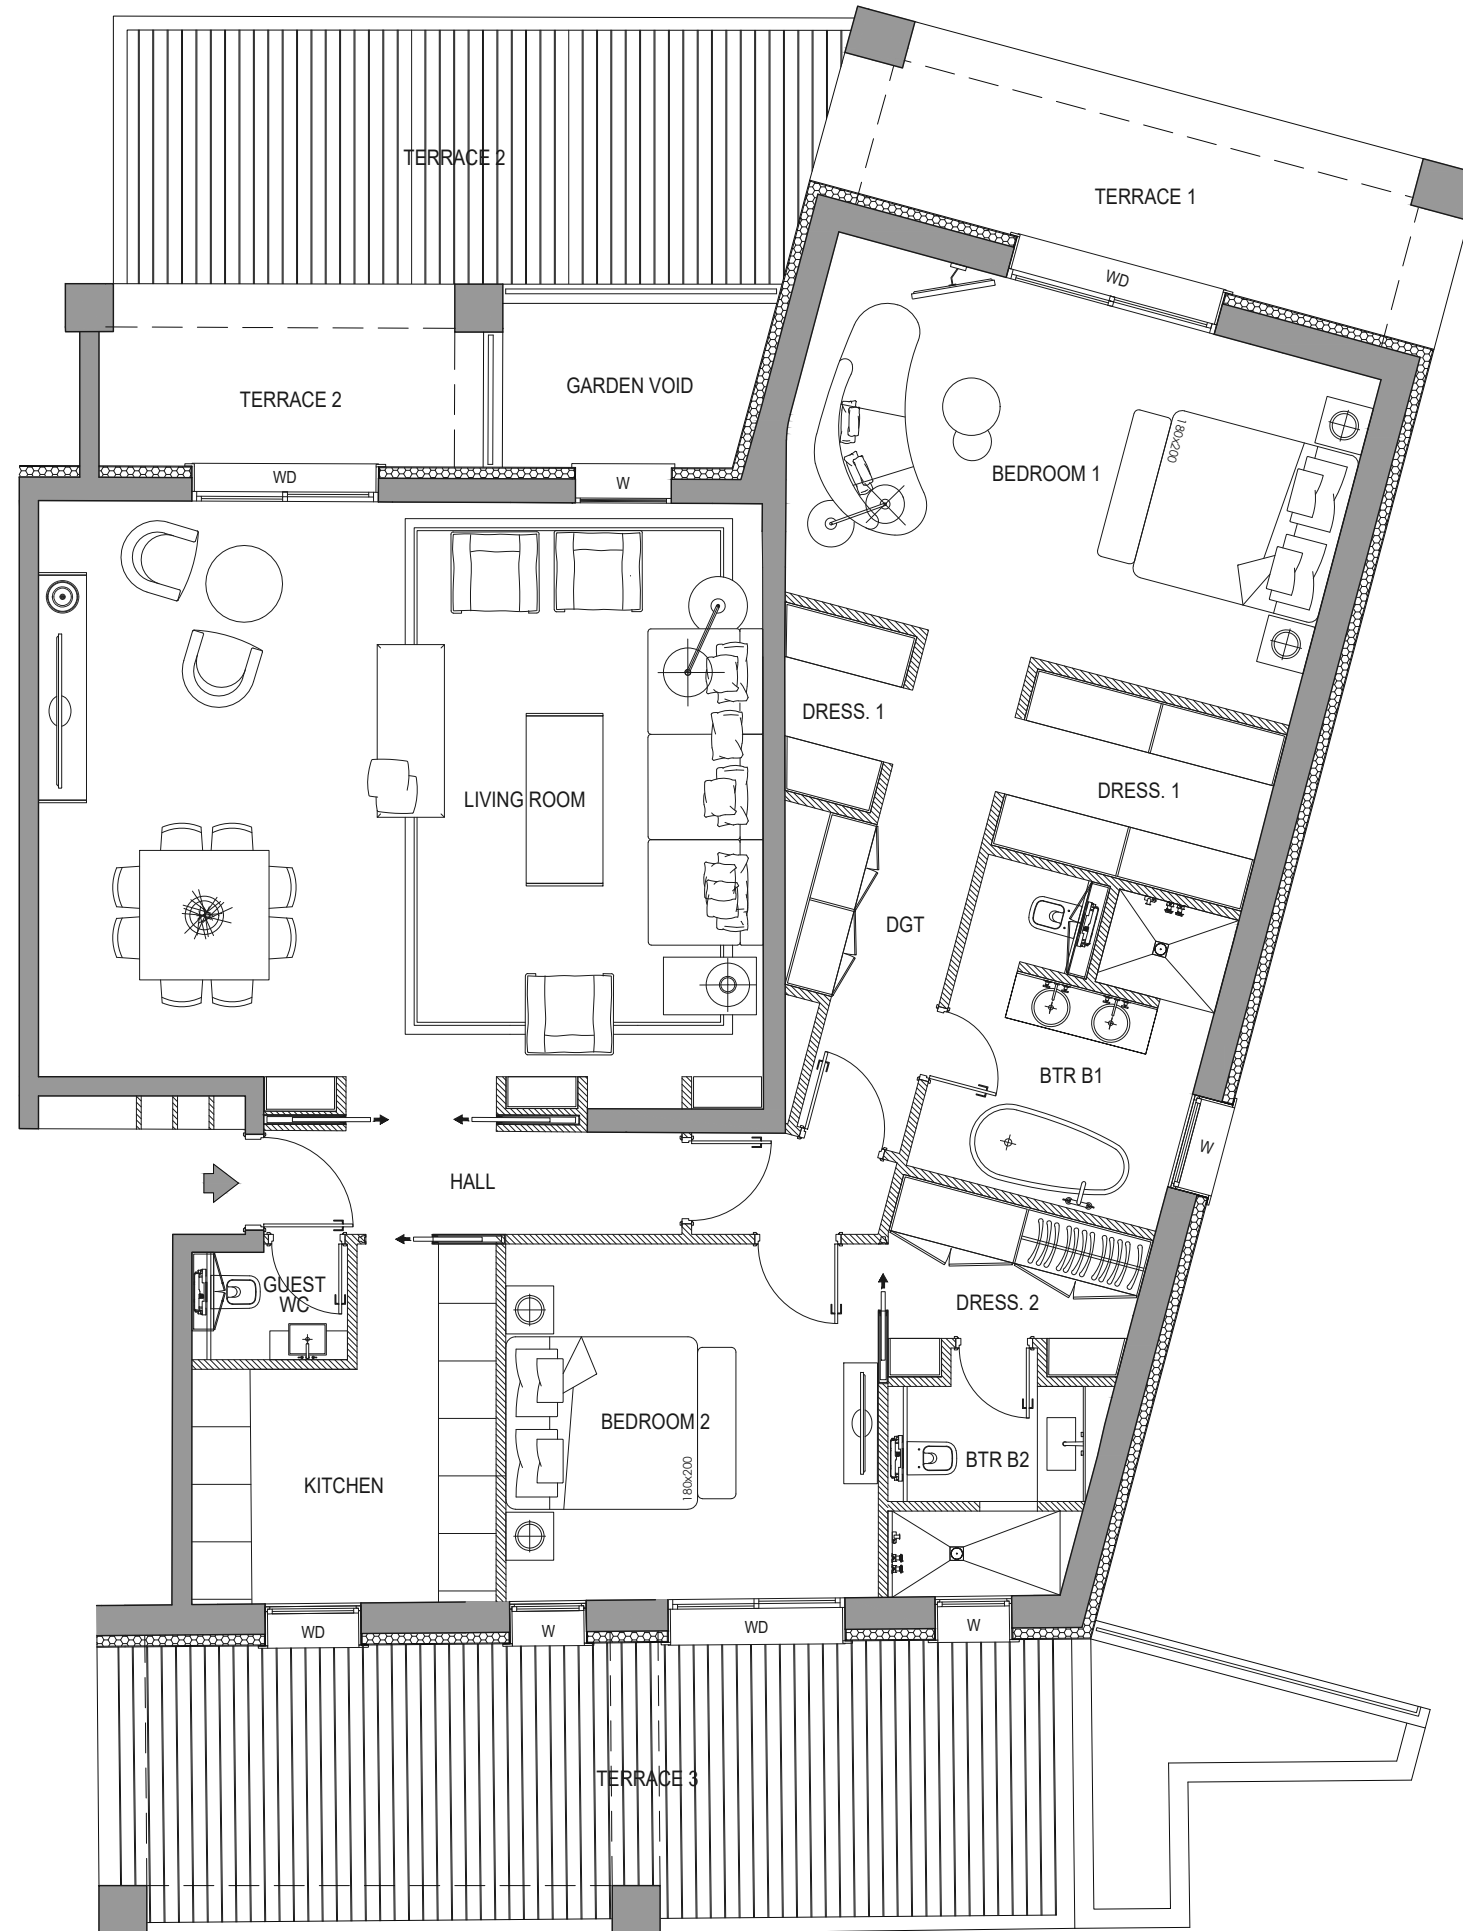 TERRACE 2
TERRACE 1
WD
TERRACE 2
GARDEN VOID
WD
W
BEDROOM 1
180x200
DRESS. 1
DRESS. 1
LIVING ROOM
DGT
BTR B1
W
HALL
GUEST
WC
DRESS. 2
BEDROOM 2
180x200
BTR B2
KITCHEN
WD
W
WD
W
TERRACE 3